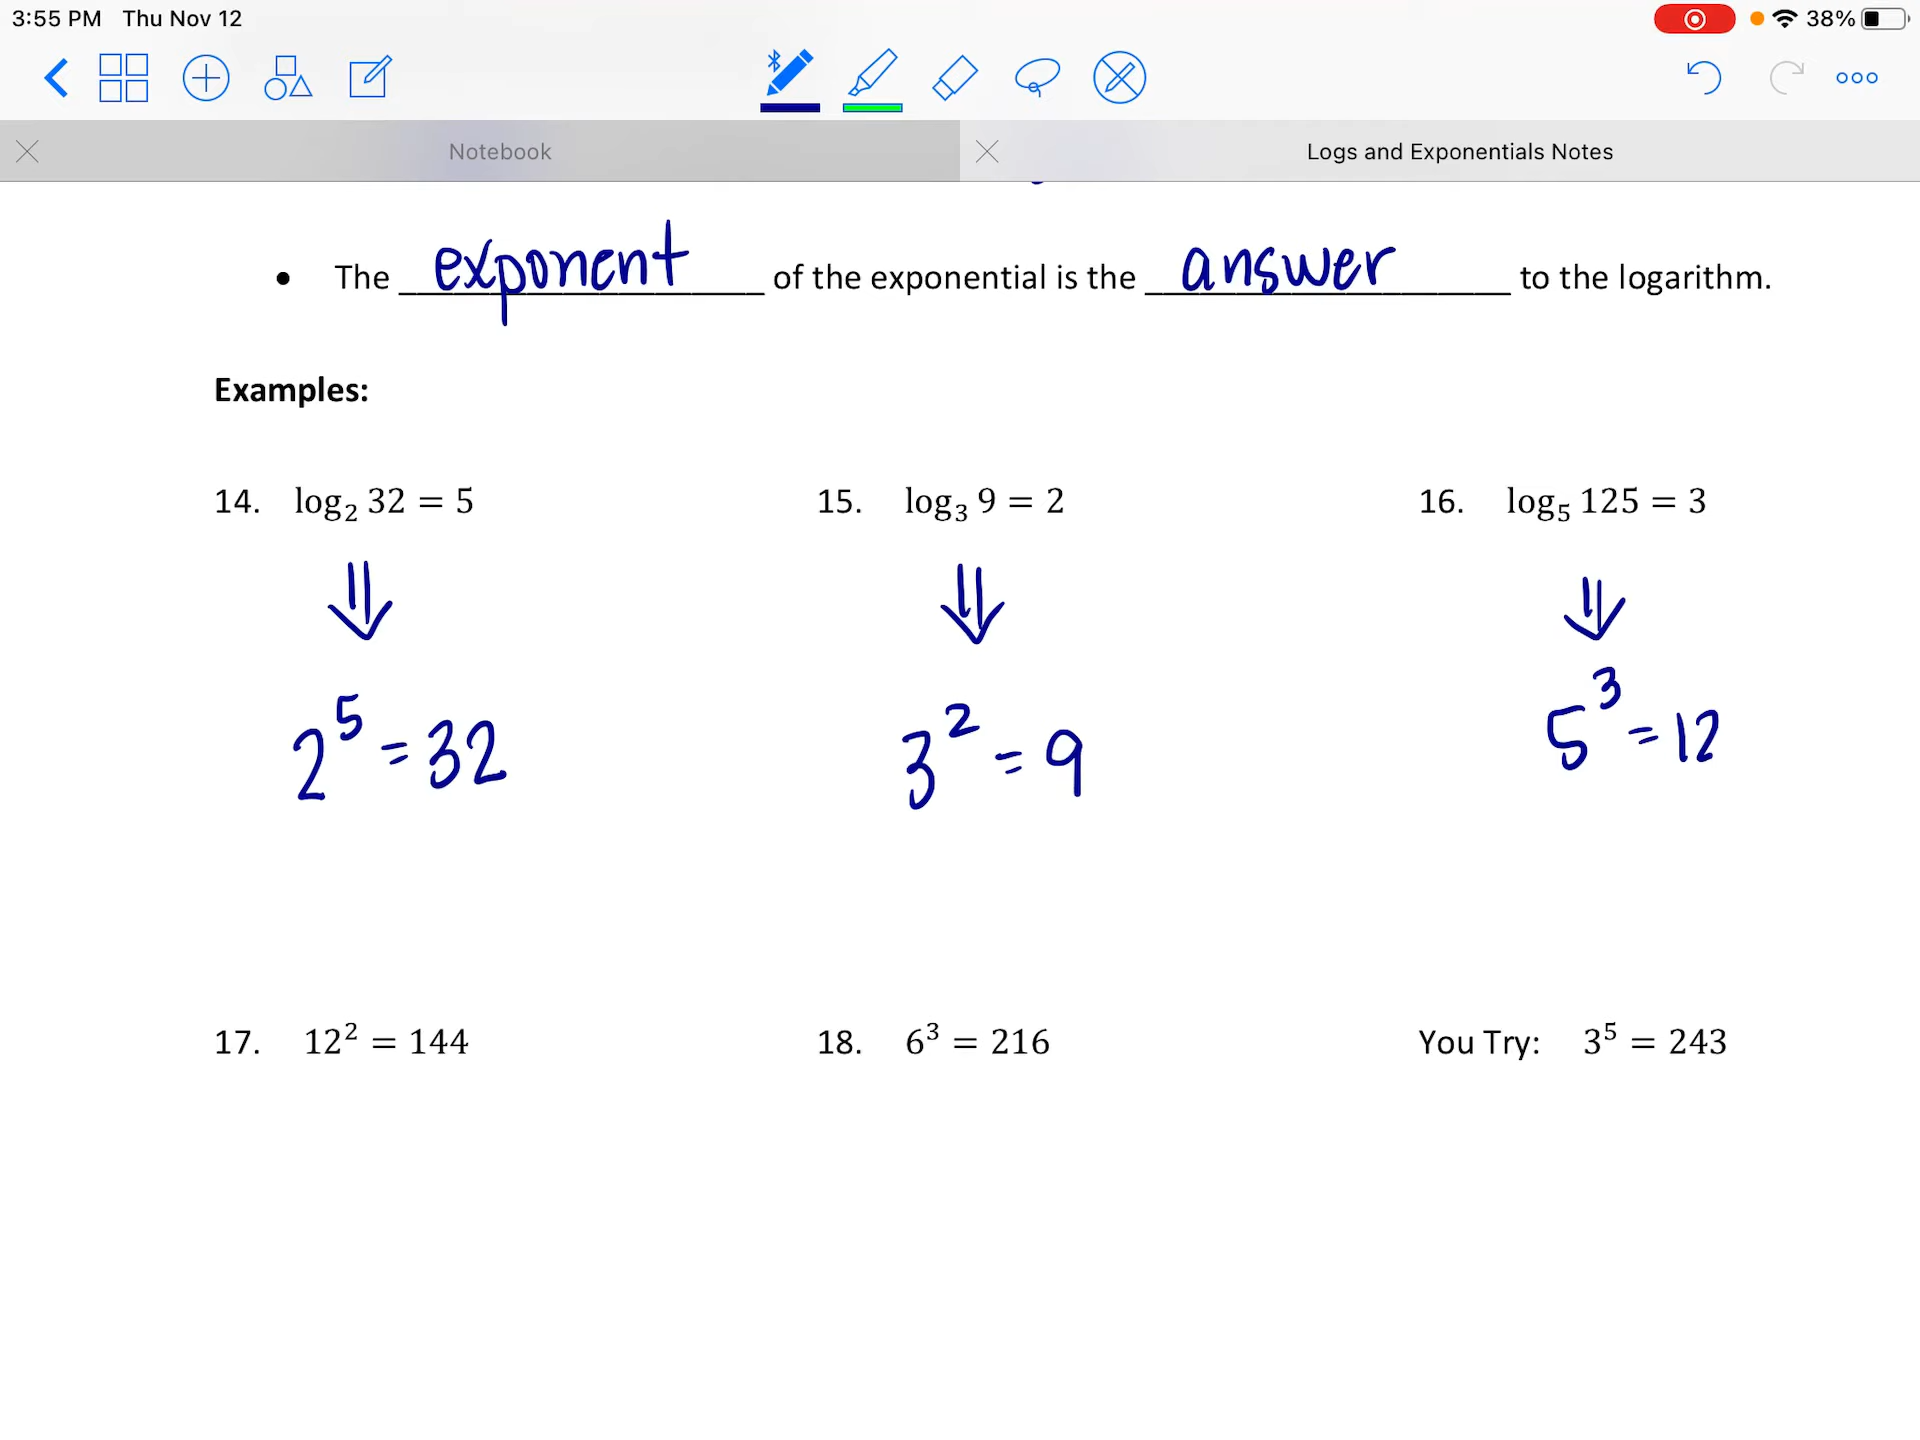 3:55 PM Thu Nov 12 38%
Notebook Logs and Exponentials Notes
• The exponent of the exponential is the answer to the logarithm.
Examples:
14. log₂ 32 = 5 15. log₃ 9 = 2 16. log₅ 125 = 3
⇓ ⇓ ⇓
2⁵ = 32 3² = 9 5³ = 12
17. 12² = 144 18. 6³ = 216 You Try: 3⁵ = 243